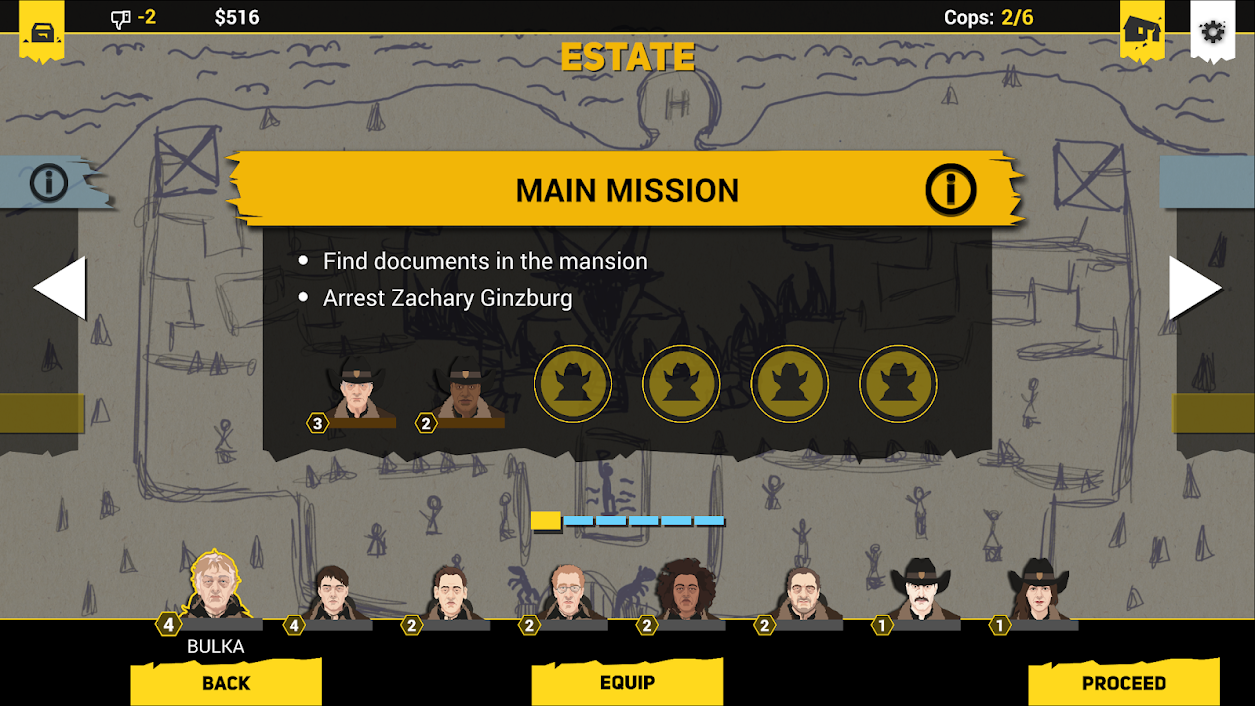 -2
$516
Cops: 2/6
ESTATE
H
MAIN MISSION
• Find documents in the mansion
• Arrest Zachary Ginzburg
3
2
4
4
2
2
2
2
1
1
BULKA
BACK
EQUIP
PROCEED